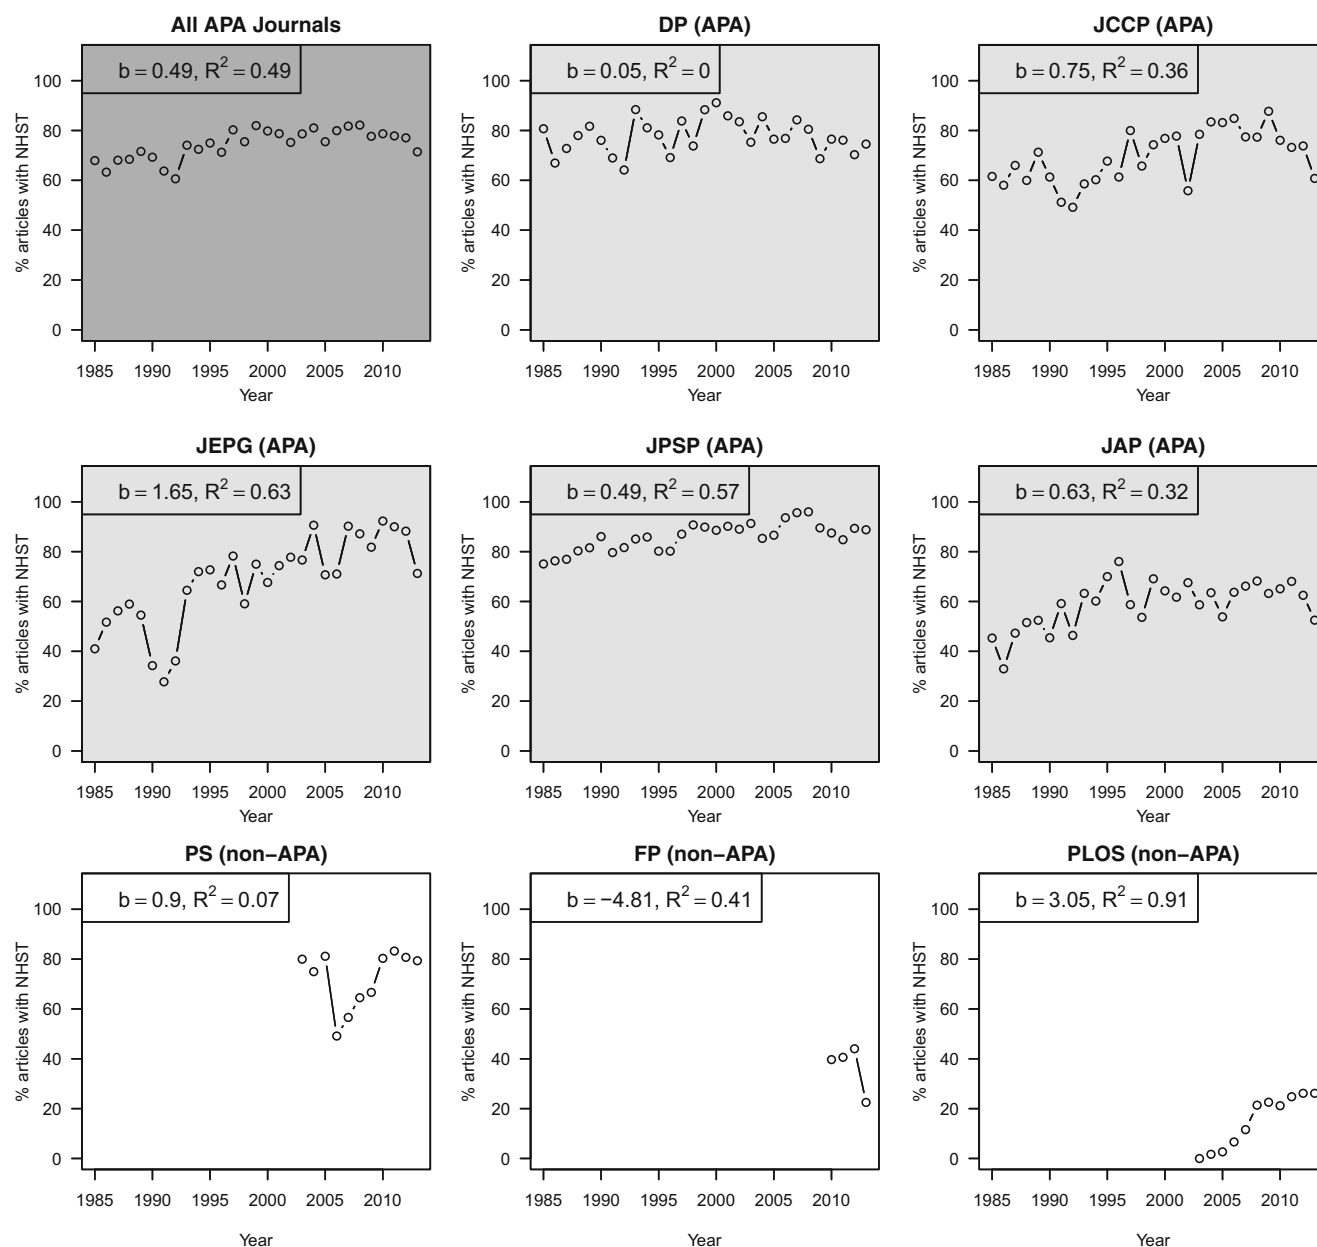 All APA Journals
b = 0.49, R2 = 0.49
% articles with NHST
100
80
60
40
20
0
1985 1990 1995 2000 2005 2010
Year
DP (APA)
b = 0.05, R2 = 0
% articles with NHST
100
80
60
40
20
0
1985 1990 1995 2000 2005 2010
Year
JCCP (APA)
b = 0.75, R2 = 0.36
% articles with NHST
100
80
60
40
20
0
1985 1990 1995 2000 2005 2010
Year
JEPG (APA)
b = 1.65, R2 = 0.63
% articles with NHST
100
80
60
40
20
0
1985 1990 1995 2000 2005 2010
Year
JPSP (APA)
b = 0.49, R2 = 0.57
% articles with NHST
100
80
60
40
20
0
1985 1990 1995 2000 2005 2010
Year
JAP (APA)
b = 0.63, R2 = 0.32
% articles with NHST
100
80
60
40
20
0
1985 1990 1995 2000 2005 2010
Year
PS (non−APA)
b = 0.9, R2 = 0.07
% articles with NHST
100
80
60
40
20
0
1985 1990 1995 2000 2005 2010
Year
FP (non−APA)
b = −4.81, R2 = 0.41
% articles with NHST
100
80
60
40
20
0
1985 1990 1995 2000 2005 2010
Year
PLOS (non−APA)
b = 3.05, R2 = 0.91
% articles with NHST
100
80
60
40
20
0
1985 1990 1995 2000 2005 2010
Year